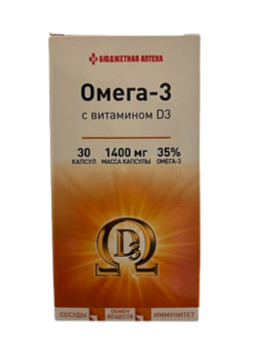 БЮДЖЕТНАЯ АПТЕКА
Омега-3
с витамином D3
30 1400 мг 35%
КАПСУЛ МАССА КАПСУЛЫ ОМЕГА-3
D3
СОСУДЫ ОБМЕН ВЕЩЕСТВ ИММУНИТЕТ